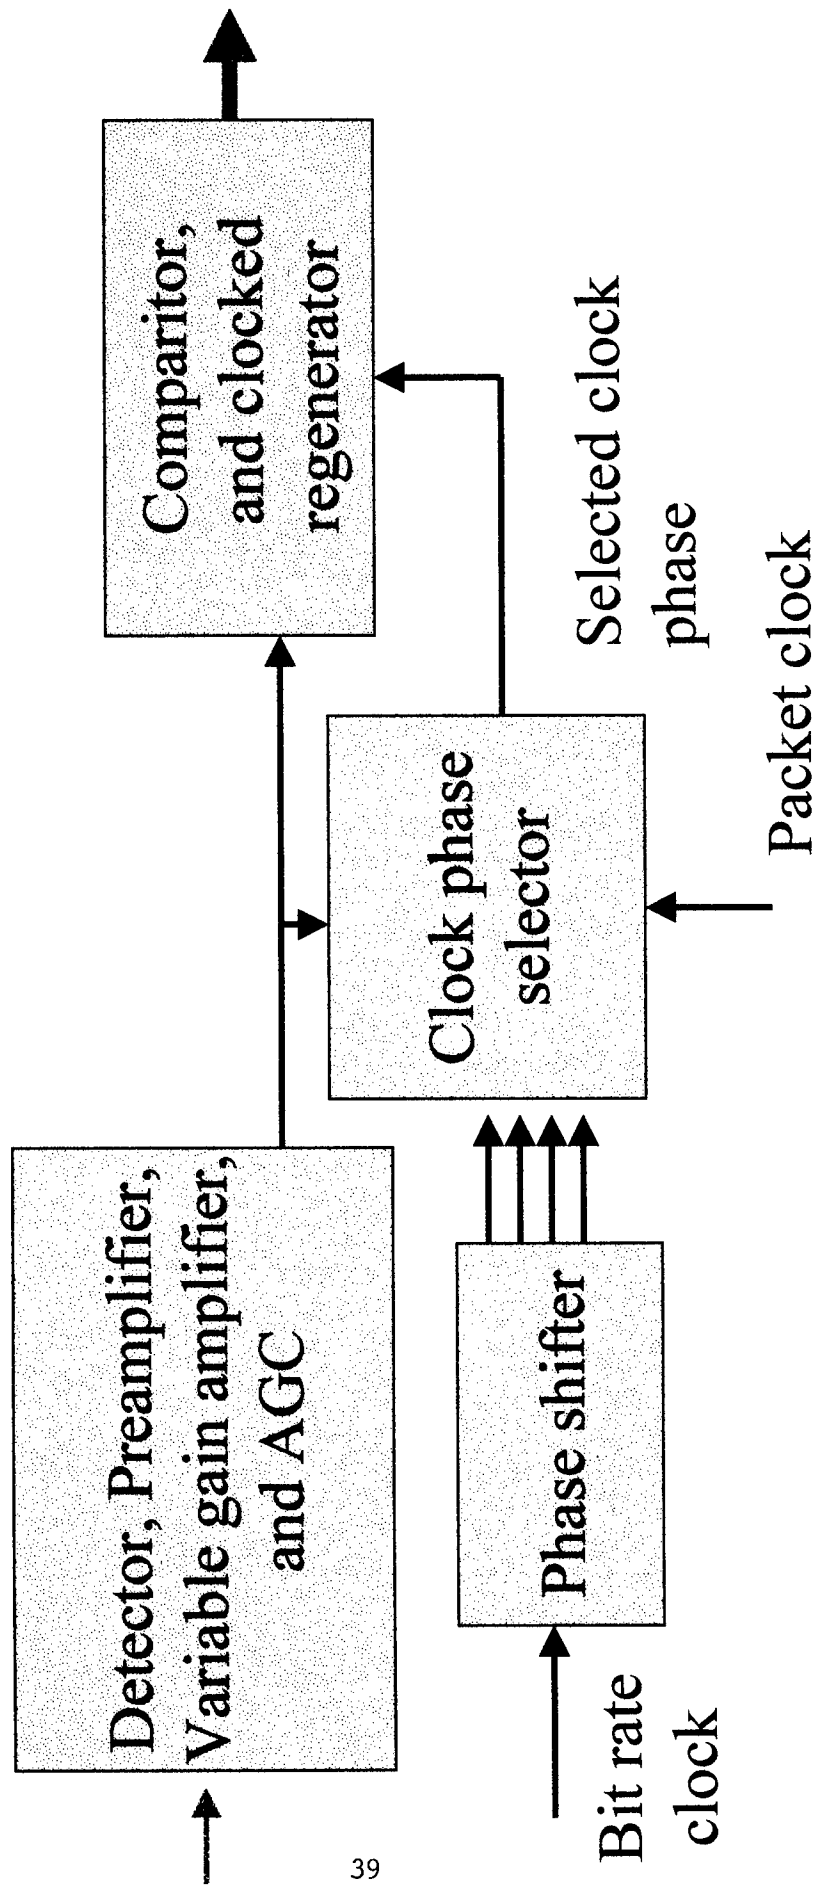 Detector, Preamplifier,
Variable gain amplifier,
and AGC
Comparitor,
and clocked
regenerator
Clock phase
selector
Phase shifter
Bit rate
clock
Selected clock
phase
Packet clock
39